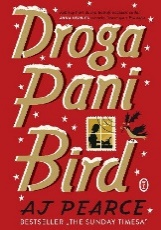 Droga
Pani
Bird
AJ PEARCE
BESTSELLER „THE SUNDAY TIMESA"